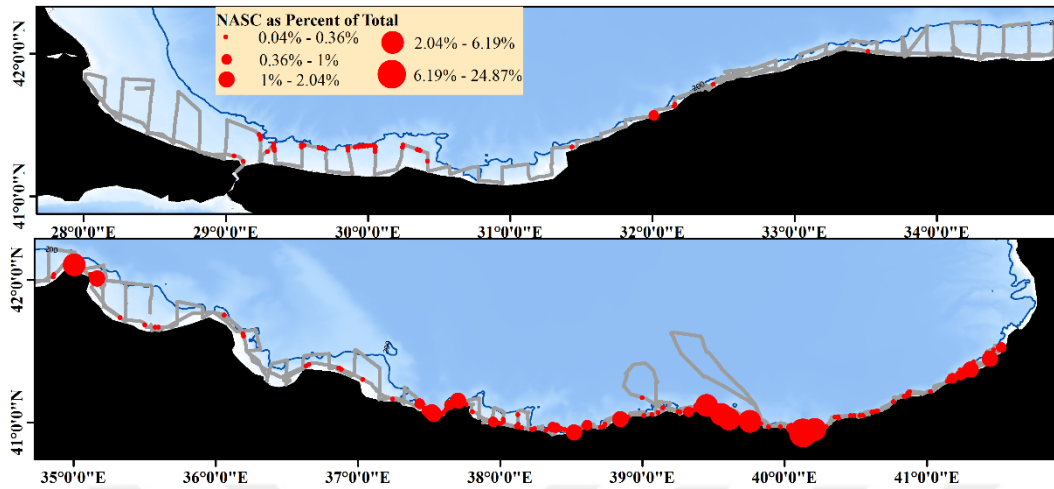 NASC as Percent of Total
0.04% - 0.36%
0.36% - 1%
1% - 2.04%
2.04% - 6.19%
6.19% - 24.87%
42°0'0"N
41°0'0"N
200
28°0'0"E 29°0'0"E 30°0'0"E 31°0'0"E 32°0'0"E 33°0'0"E 34°0'0"E
42°0'0"N
41°0'0"N
200
200
35°0'0"E 36°0'0"E 37°0'0"E 38°0'0"E 39°0'0"E 40°0'0"E 41°0'0"E